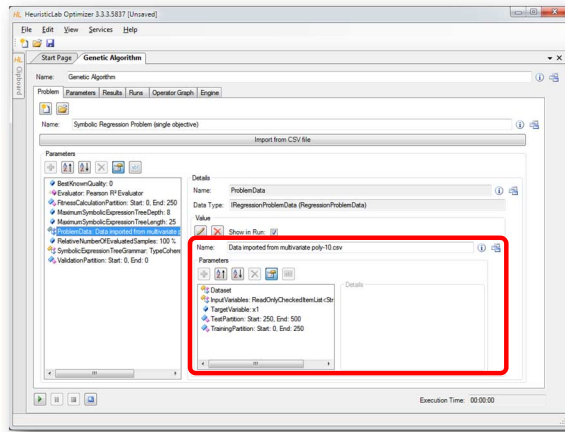 HeuristicLab Optimizer 3.3.3.5837 [Unsaved]
File Edit View Services Help
Start Page Genetic Algorithm
Clipboard
Name: Genetic Algorithm
Problem Parameters Results Runs Operator Graph Engine
Name: Symbolic Regression Problem (single objective)
Import from CSV file
Parameters
BestKnownQuality: 0
Evaluator: Pearson R² Evaluator
FitnessCalculationPartition: Start: 0, End: 250
MaximumSymbolicExpressionTreeDepth: 8
MaximumSymbolicExpressionTreeLength: 25
ProblemData: Data imported from multivariate p
RelativeNumberOfEvaluatedSamples: 100 %
SymbolicExpressionTreeGrammar: TypeCoheren
ValidationPartition: Start: 0, End: 0
Details
Name: ProblemData
Data Type: IRegressionProblemData (RegressionProblemData)
Value
Show in Run:
Name: Data imported from multivariate poly-10.csv
Parameters
Dataset
InputVariables: ReadOnlyCheckedItemList<Str
TargetVariable: x1
TestPartition: Start: 250, End: 500
TrainingPartition: Start: 0, End: 250
Details
Execution Time: 00:00:00